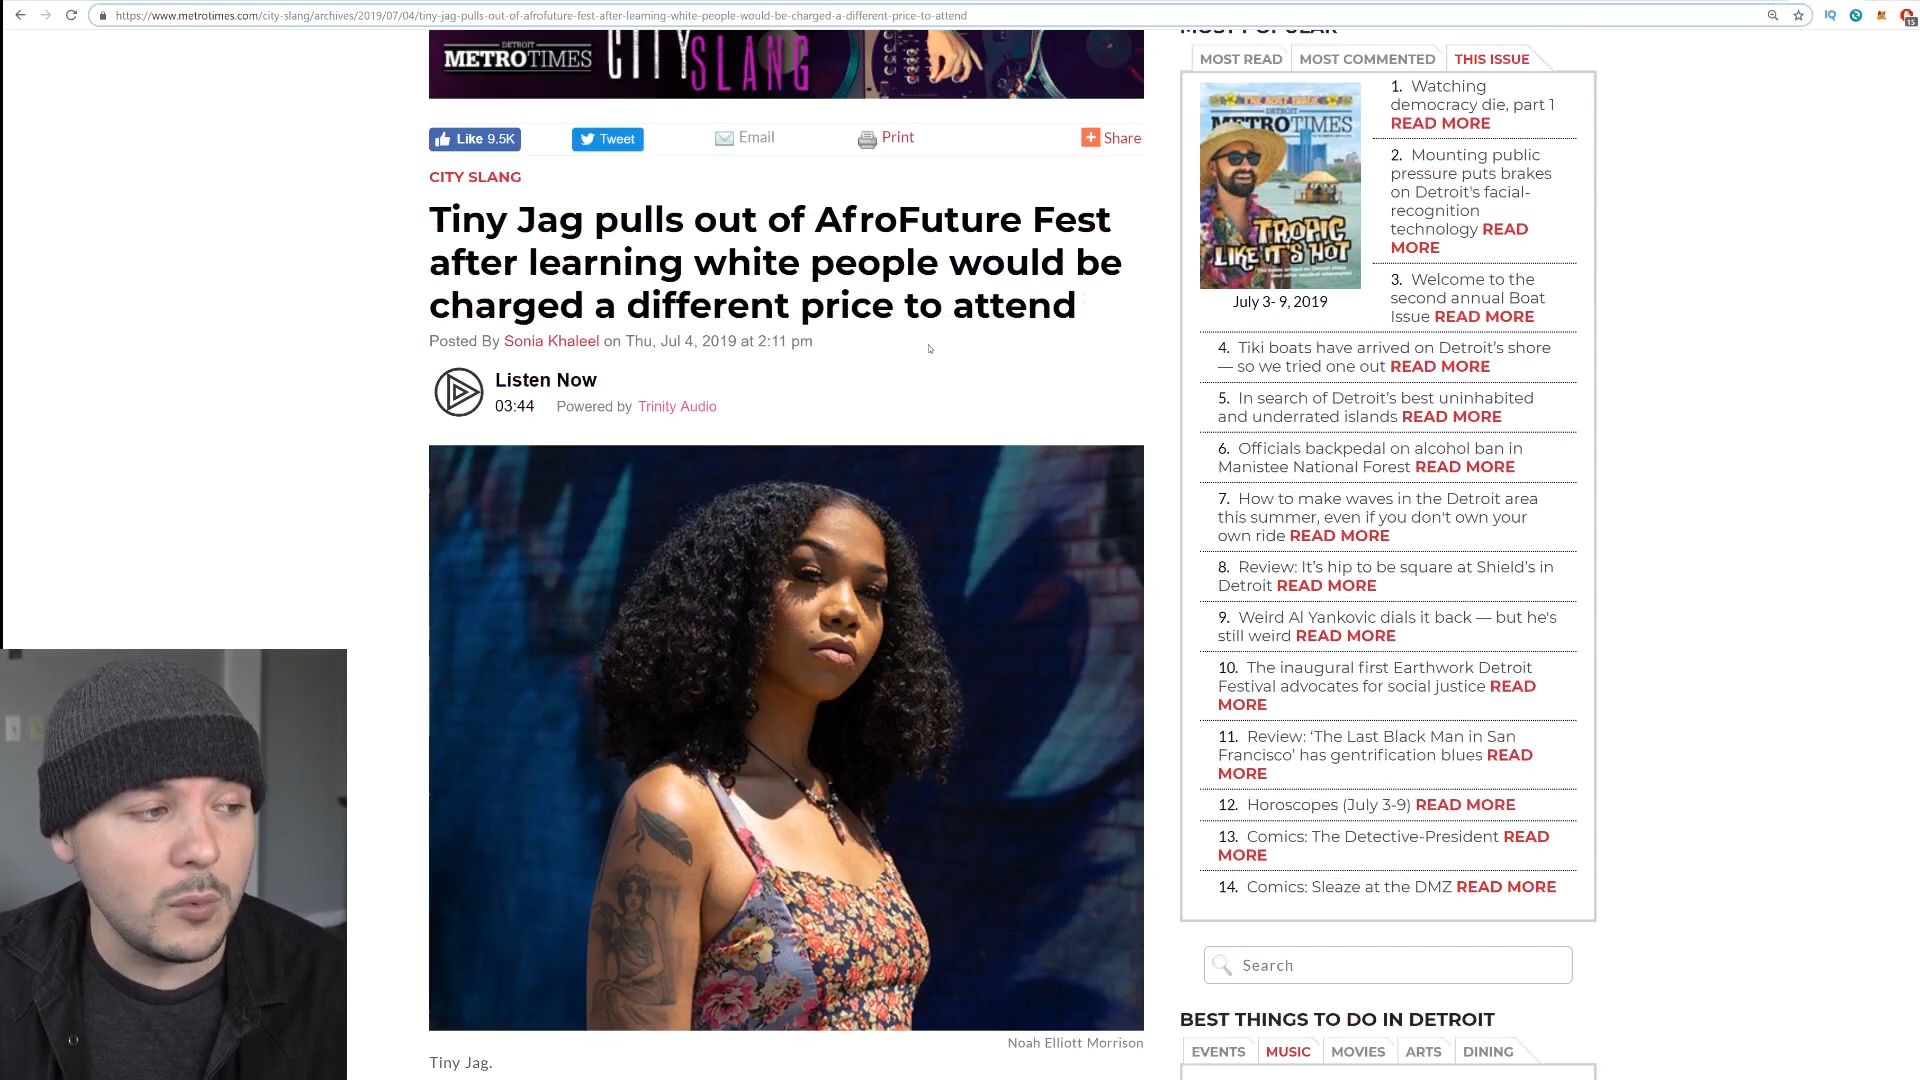 https://www.metrotimes.com/city-slang/archives/2019/07/04/tiny-jag-pulls-out-of-afrofuture-fest-after-learning-white-people-would-be-charged-a-different-price-to-attend
IQ
15
DETROIT
METROTIMES
CITY SLANG
Like 9.5K
Tweet
Email
Print
Share
CITY SLANG
Tiny Jag pulls out of AfroFuture Fest
after learning white people would be
charged a different price to attend
Posted By Sonia Khaleel on Thu, Jul 4, 2019 at 2:11 pm
Listen Now
03:44 Powered by Trinity Audio
Noah Elliott Morrison
Tiny Jag.
MOST POPULAR
MOST READ
MOST COMMENTED
THIS ISSUE
THE BOAT ISSUE
DETROIT
METROTIMES
TROPIC
LIKE IT'S HOT
July 3- 9, 2019
1. Watching
democracy die, part 1
READ MORE
2. Mounting public
pressure puts brakes
on Detroit's facial-
recognition
technology READ
MORE
3. Welcome to the
second annual Boat
Issue READ MORE
4. Tiki boats have arrived on Detroit’s shore
— so we tried one out READ MORE
5. In search of Detroit’s best uninhabited
and underrated islands READ MORE
6. Officials backpedal on alcohol ban in
Manistee National Forest READ MORE
7. How to make waves in the Detroit area
this summer, even if you don't own your
own ride READ MORE
8. Review: It’s hip to be square at Shield’s in
Detroit READ MORE
9. Weird Al Yankovic dials it back — but he's
still weird READ MORE
10. The inaugural first Earthwork Detroit
Festival advocates for social justice READ
MORE
11. Review: ‘The Last Black Man in San
Francisco’ has gentrification blues READ
MORE
12. Horoscopes (July 3-9) READ MORE
13. Comics: The Detective-President READ
MORE
14. Comics: Sleaze at the DMZ READ MORE
Search
BEST THINGS TO DO IN DETROIT
EVENTS
MUSIC
MOVIES
ARTS
DINING